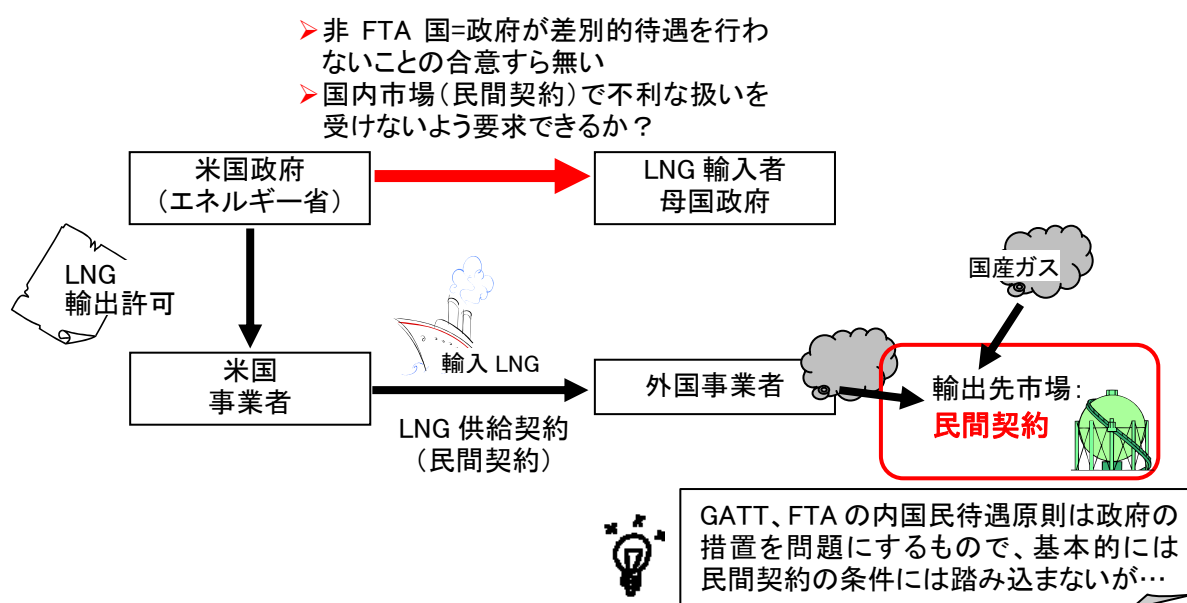 ➢非 FTA 国=政府が差別的待遇を行わ
ないことの合意すら無い
➢国内市場(民間契約)で不利な扱いを
受けないよう要求できるか?
米国政府
(エネルギー省)
LNG 輸入者
母国政府
LNG
輸出許可
国産ガス
米国
事業者
輸入 LNG
外国事業者
輸出先市場:
民間契約
LNG 供給契約
(民間契約)
GATT、FTA の内国民待遇原則は政府の
措置を問題にするもので、基本的には
民間契約の条件には踏み込まないが…